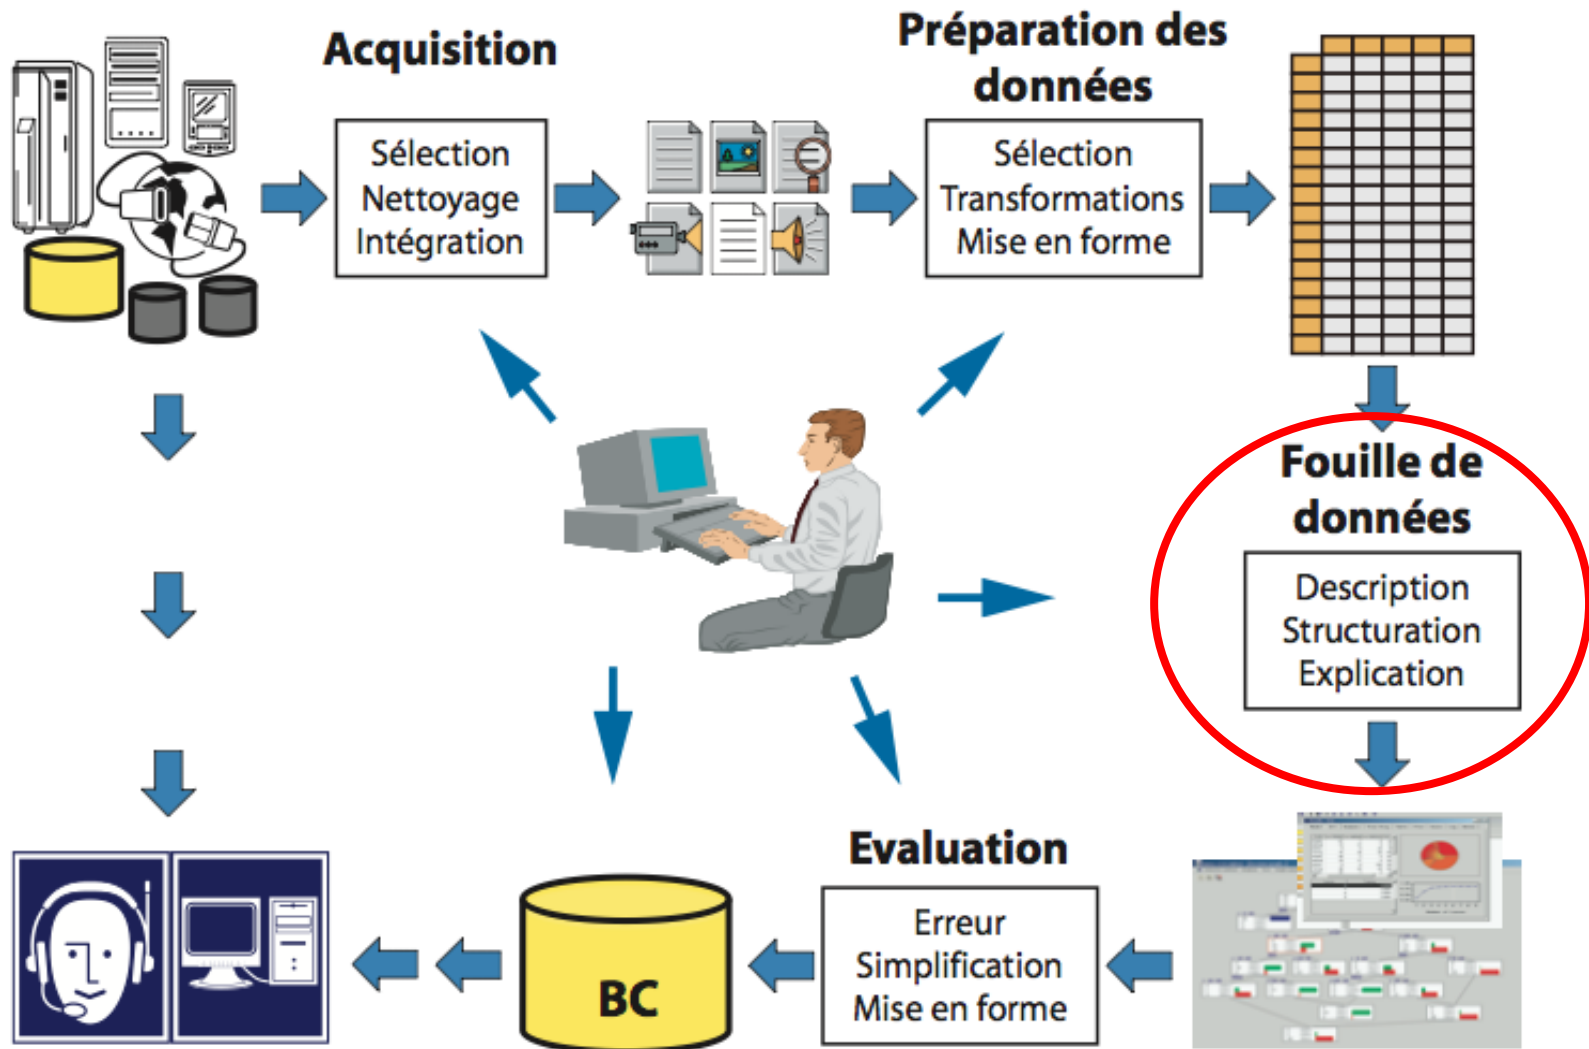 Acquisition
Sélection
Nettoyage
Intégration
Préparation des
données
Sélection
Transformations
Mise en forme
Fouille de
données
Description
Structuration
Explication
Evaluation
Erreur
Simplification
Mise en forme
BC